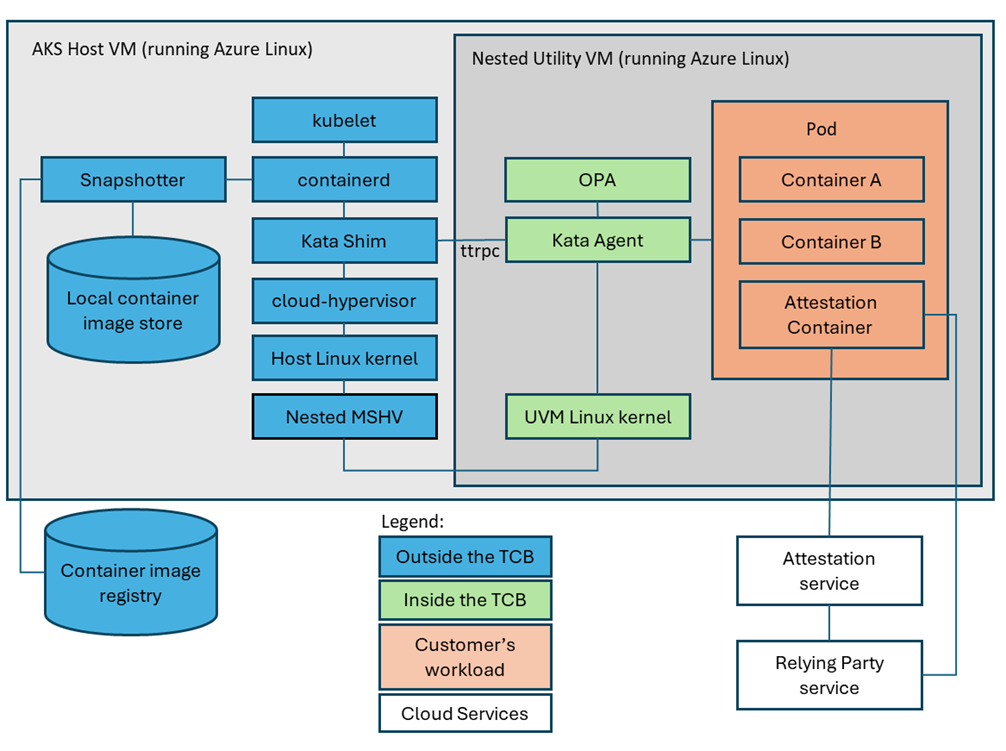 AKS Host VM (running Azure Linux)
Nested Utility VM (running Azure Linux)
kubelet
Snapshotter
containerd
Kata Shim
cloud-hypervisor
Host Linux kernel
Nested MSHV
Local container
image store
ttrpc
OPA
Kata Agent
UVM Linux kernel
Pod
Container A
Container B
Attestation
Container
Container image
registry
Legend:
Outside the TCB
Inside the TCB
Customer’s
workload
Cloud Services
Attestation
service
Relying Party
service